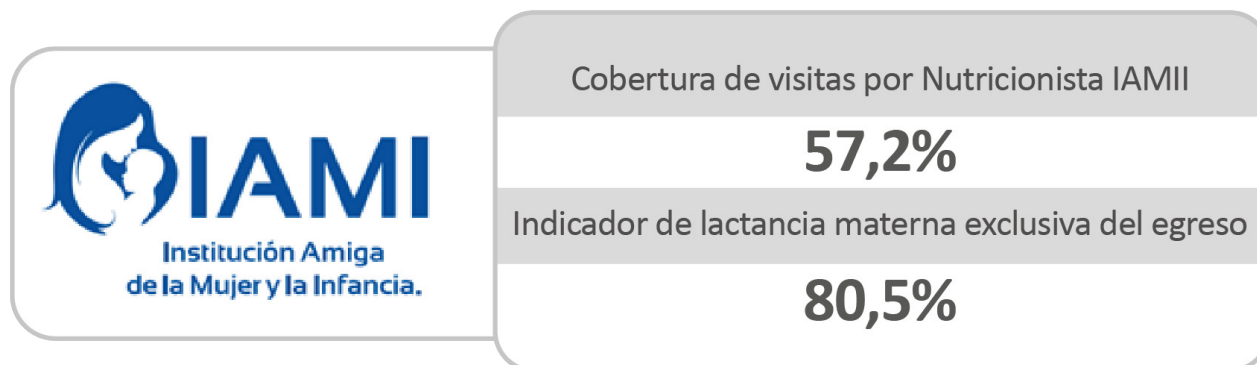 IAMI
Institución Amiga
de la Mujer y la Infancia.
Cobertura de visitas por Nutricionista IAMII
57,2%
Indicador de lactancia materna exclusiva del egreso
80,5%